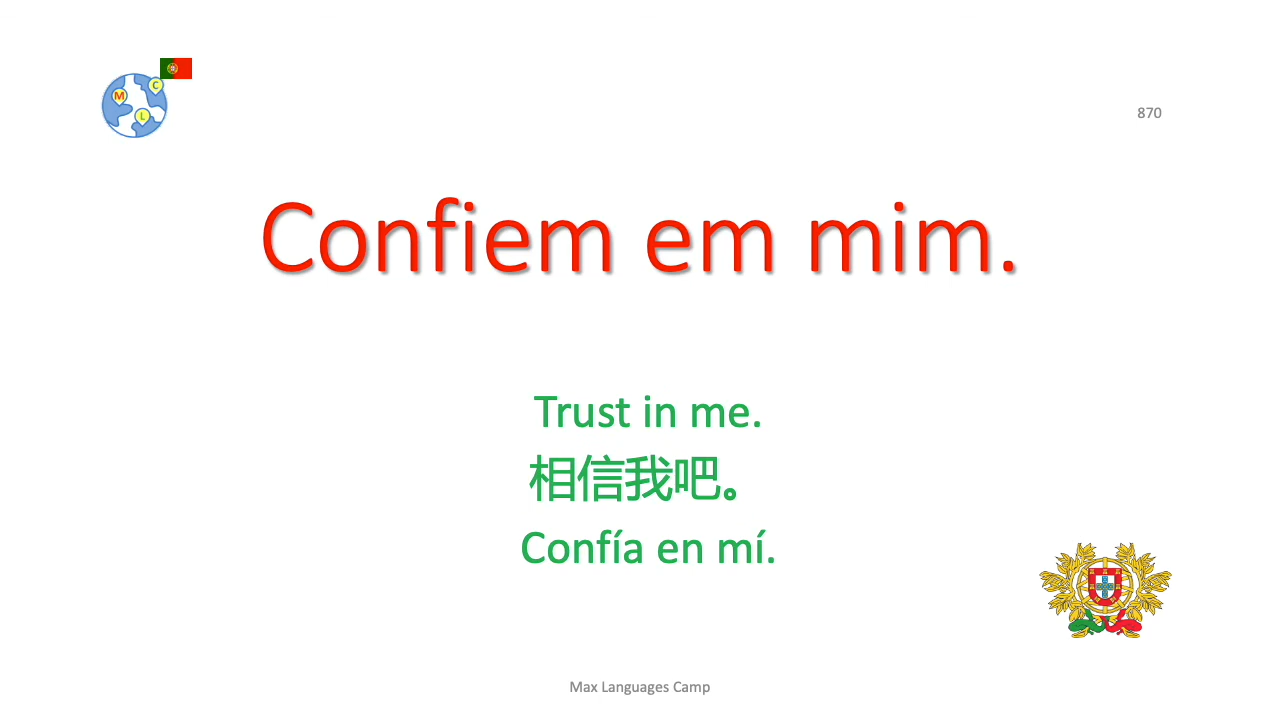 M
C
L
870
Confiem em mim.
Trust in me.
相信我吧。
Confía en mí.
Max Languages Camp